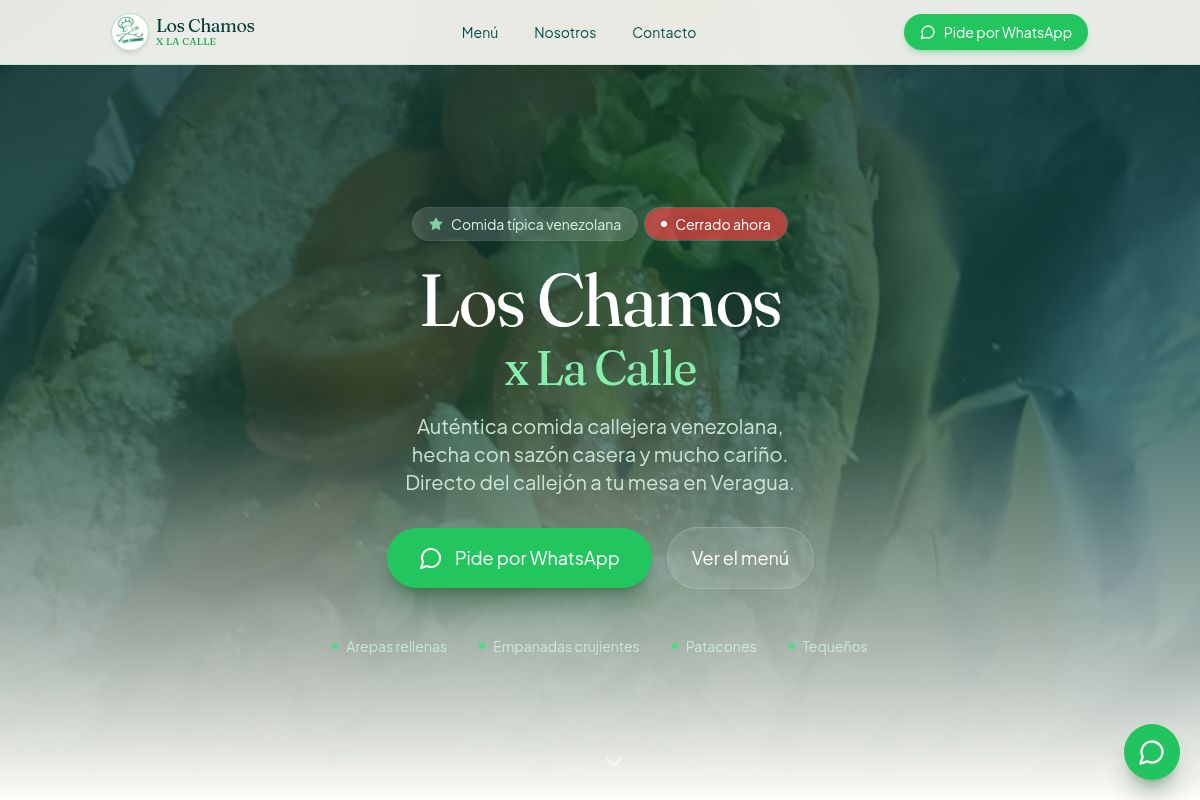 Los Chamos
X LA CALLE
Menú
Nosotros
Contacto
Pide por WhatsApp
Comida típica venezolana
Cerrado ahora
Los Chamos
x La Calle
Auténtica comida callejera venezolana,
hecha con sazón casera y mucho cariño.
Directo del callejón a tu mesa en Veragua.
Pide por WhatsApp
Ver el menú
Arepas rellenas
Empanadas crujientes
Patacones
Tequeños